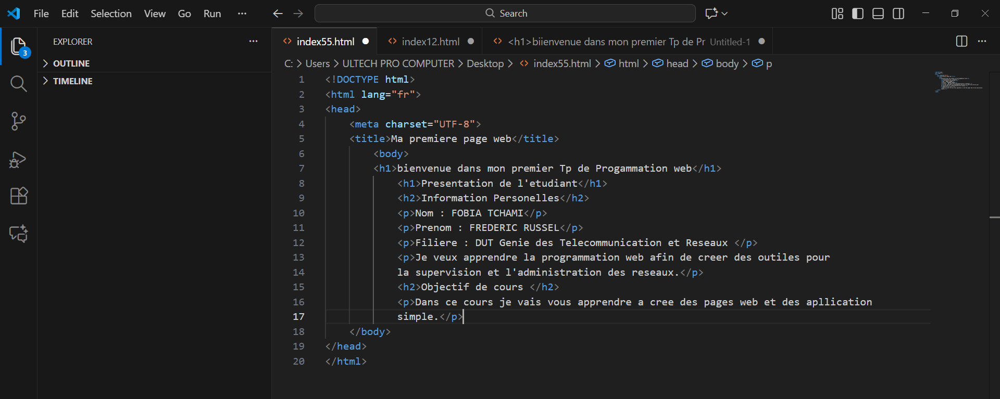 File Edit Selection View Go Run ··· Search
EXPLORER ···
OUTLINE
TIMELINE
3
index55.html index12.html <h1>biienvenue dans mon premier Tp de Pr Untitled-1
C: > Users > ULTECH PRO COMPUTER > Desktop > index55.html > html > head > body > p
1 <!DOCTYPE html>
2 <html lang="fr">
3 <head>
4 <meta charset="UTF-8">
5 <title>Ma premiere page web</title>
6 <body>
7 <h1>bienvenue dans mon premier Tp de Progammation web</h1>
8 <h1>Presentation de l'etudiant</h1>
9 <h2>Information Personelles</h2>
10 <p>Nom : FOBIA TCHAMI</p>
11 <p>Prenom : FREDERIC RUSSEL</p>
12 <p>Filiere : DUT Genie des Telecommunication et Reseaux </p>
13 <p>Je veux apprendre la programmation web afin de creer des outiles pour
14 la supervision et l'administration des reseaux.</p>
15 <h2>Objectif de cours </h2>
16 <p>Dans ce cours je vais vous apprendre a cree des pages web et des apllication
17 simple.</p>
18 </body>
19 </head>
20 </html>